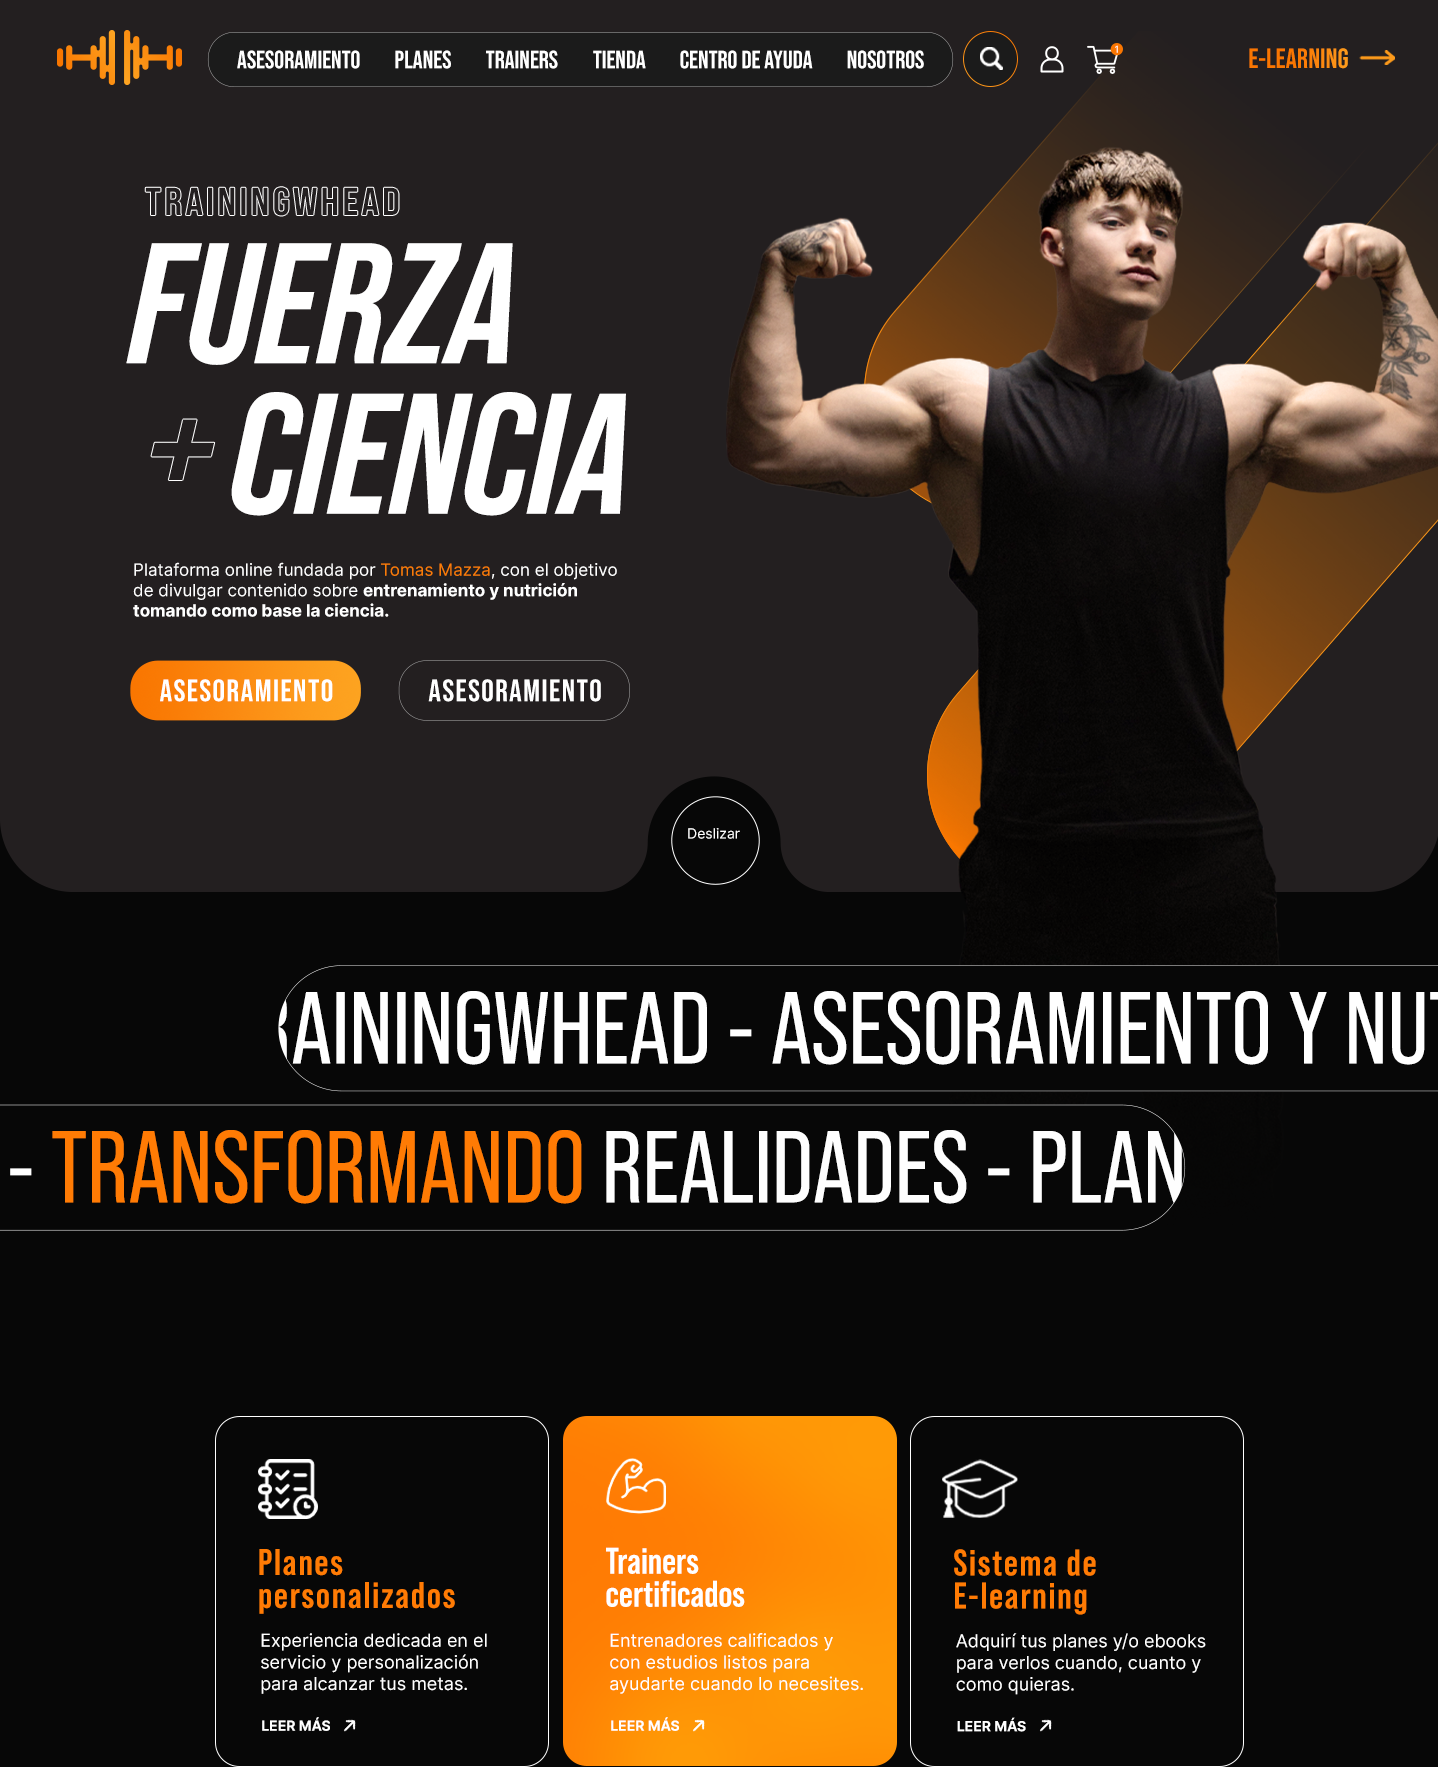 ASESORAMIENTO PLANES TRAINERS TIENDA CENTRO DE AYUDA NOSOTROS
1
E-LEARNING
TRAININGWHEAD
FUERZA
+ CIENCIA
Plataforma online fundada por Tomas Mazza, con el objetivo
de divulgar contenido sobre entrenamiento y nutrición
tomando como base la ciencia.
ASESORAMIENTO ASESORAMIENTO
Deslizar
RAININGWHEAD - ASESORAMIENTO Y NUT
- TRANSFORMANDO REALIDADES - PLAN
Planes
personalizados
Experiencia dedicada en el
servicio y personalización
para alcanzar tus metas.
LEER MÁS
Trainers
certificados
Entrenadores calificados y
con estudios listos para
ayudarte cuando lo necesites.
LEER MÁS
Sistema de
E-learning
Adquirí tus planes y/o ebooks
para verlos cuando, cuanto y
como quieras.
LEER MÁS